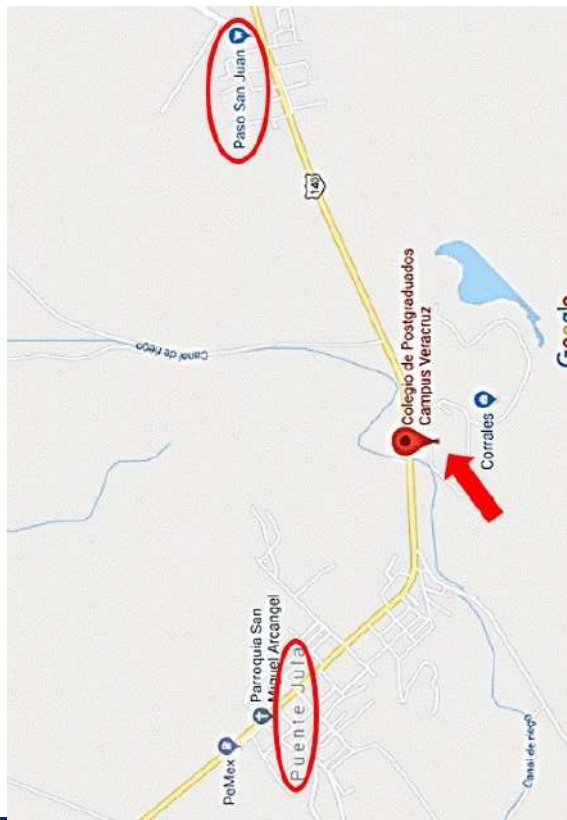 Paso San Juan
140
Canal de riego
Colegio de Postgraduados
Campus Veracruz
Corrales
Google
Parroquia San
Miguel Arcangel
PeMex
Puente Jula
Canal de riego